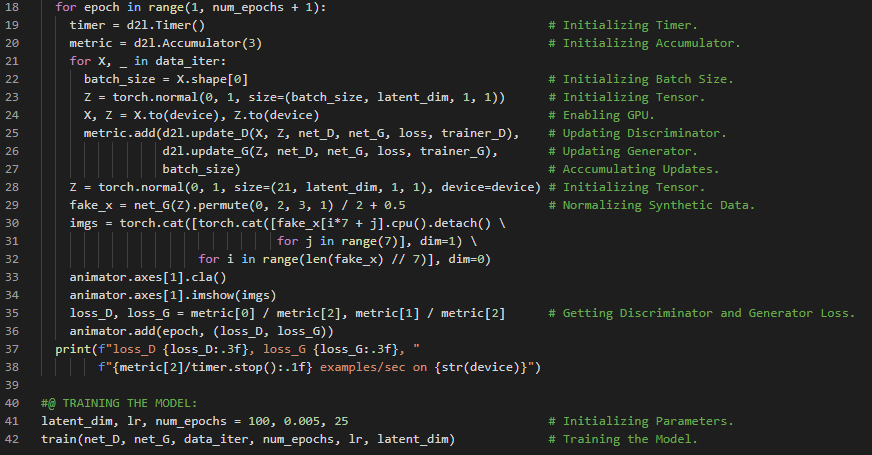 18 for epoch in range(1, num_epochs + 1):
19 timer = d2l.Timer() # Initializing Timer.
20 metric = d2l.Accumulator(3) # Initializing Accumulator.
21 for X, _ in data_iter:
22 batch_size = X.shape[0] # Initializing Batch Size.
23 Z = torch.normal(0, 1, size=(batch_size, latent_dim, 1, 1)) # Initializing Tensor.
24 X, Z = X.to(device), Z.to(device) # Enabling GPU.
25 metric.add(d2l.update_D(X, Z, net_D, net_G, loss, trainer_D), # Updating Discriminator.
26 d2l.update_G(Z, net_D, net_G, loss, trainer_G), # Updating Generator.
27 batch_size) # Acccumulating Updates.
28 Z = torch.normal(0, 1, size=(21, latent_dim, 1, 1), device=device) # Initializing Tensor.
29 fake_x = net_G(Z).permute(0, 2, 3, 1) / 2 + 0.5 # Normalizing Synthetic Data.
30 imgs = torch.cat([torch.cat([fake_x[i*7 + j].cpu().detach() \
31 for j in range(7)], dim=1) \
32 for i in range(len(fake_x) // 7)], dim=0)
33 animator.axes[1].cla()
34 animator.axes[1].imshow(imgs)
35 loss_D, loss_G = metric[0] / metric[2], metric[1] / metric[2] # Getting Discriminator and Generator Loss.
36 animator.add(epoch, (loss_D, loss_G))
37 print(f"loss_D {loss_D:.3f}, loss_G {loss_G:.3f}, "
38 f"{metric[2]/timer.stop():.1f} examples/sec on {str(device)}")
39
40 #@ TRAINING THE MODEL:
41 latent_dim, lr, num_epochs = 100, 0.005, 25 # Initializing Parameters.
42 train(net_D, net_G, data_iter, num_epochs, lr, latent_dim) # Training the Model.